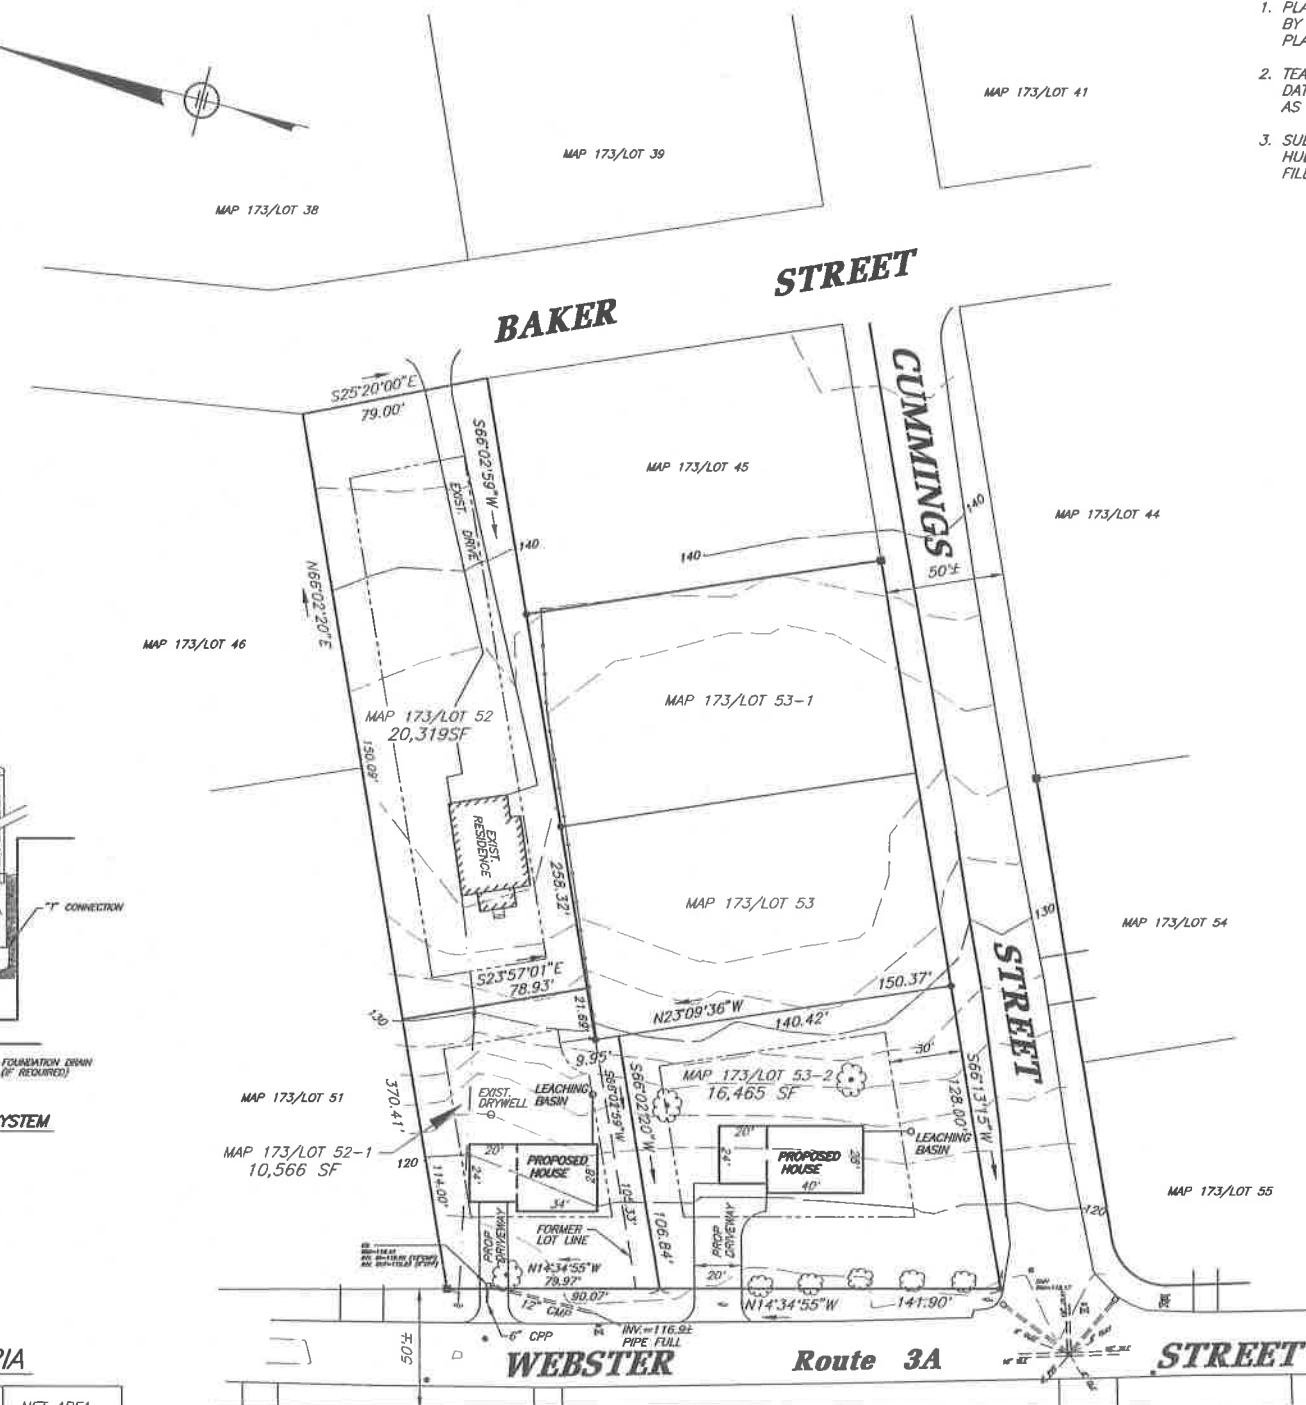 1. PLA
BY
PLA
2. TEA
DAT
AS
3. SUB
HUD
FILE
MAP 173/LOT 41
MAP 173/LOT 39
MAP 173/LOT 38
BAKER STREET
CUMMINGS
STREET
S25°20'00"E
79.00'
S66°02'59"W
EXIST. DRIVE
MAP 173/LOT 45
MAP 173/LOT 44
140
140
140
50'±
N66°02'20"E
MAP 173/LOT 46
MAP 173/LOT 52
20,319SF
MAP 173/LOT 53-1
150.09'
EXIST.
RESIDENCE
258.32'
MAP 173/LOT 53
130
MAP 173/LOT 54
"T" CONNECTION
S23°57'01"E
78.93'
21.69'
N23°09'36"W
150.37'
140.42'
130
FOUNDATION DRAIN
(IF REQUIRED)
YSTEM
MAP 173/LOT 51
370.41'
9.95'
EXIST.
DRYWELL
LEACHING
BASIN
S66°02'59"W
S66°02'20"W
MAP 173/LOT 53-2
16,465 SF
30'
S66°13'15"W
128.00'
MAP 173/LOT 52-1
10,566 SF
120
114.00'
20'
24'
PROPOSED
HOUSE
28'
34'
20'
24'
PROPOSED
HOUSE
28'
40'
LEACHING
BASIN
MAP 173/LOT 55
120
105.33'
106.84'
FORMER
LOT LINE
PROP
DRIVEWAY
PROP
DRIVEWAY
20'
N14°34'55"W
79.97'
90.07'
12" CMP
6" CPP
INV.=116.9±
PIPE FULL
N14°34'55"W
141.90'
50'±
WEBSTER Route 3A STREET
RIA
NET AREA